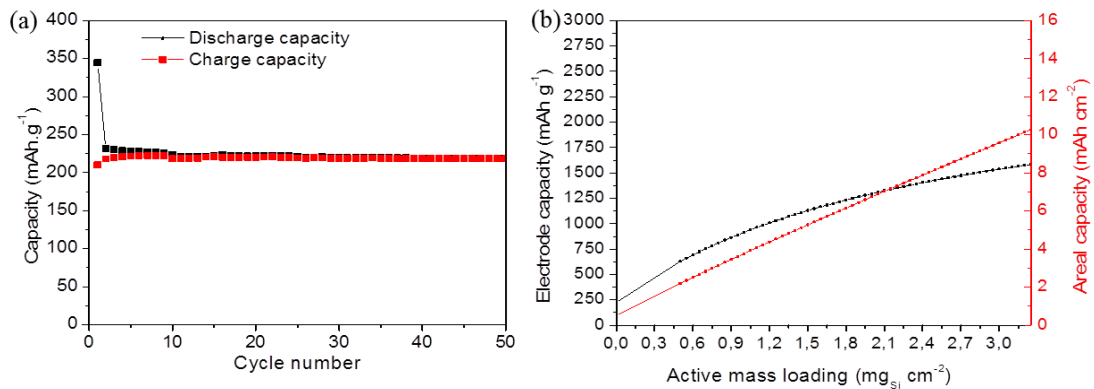 (a)
400
350
300
250
200
150
100
50
0
Capacity (mAh.g-1)
Discharge capacity
Charge capacity
0 10 20 30 40 50
Cycle number
(b)
3000
2750
2500
2250
2000
1750
1500
1250
1000
750
500
250
0
Electrode capacity (mAh g-1)
0,0 0,3 0,6 0,9 1,2 1,5 1,8 2,1 2,4 2,7 3,0
Active mass loading (mgSi cm-2)
16
14
12
10
8
6
4
2
0
Areal capacity (mAh cm-2)